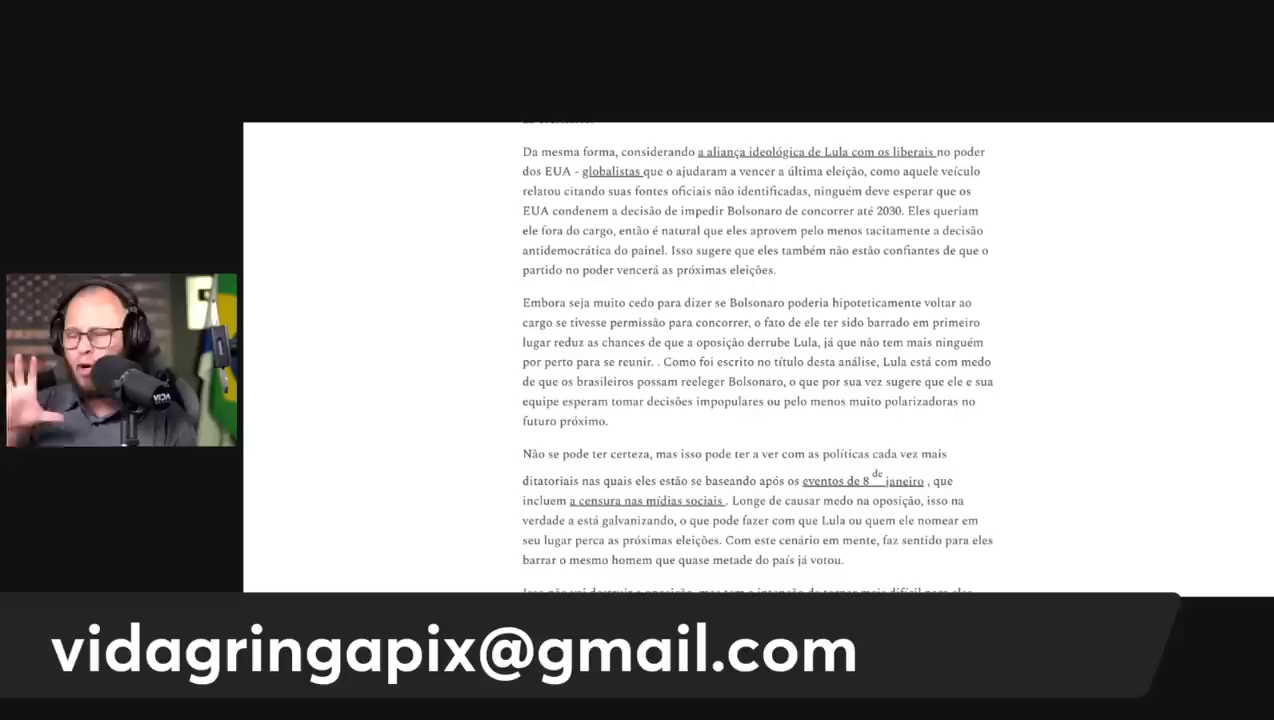 Da mesma forma, considerando a aliança ideológica de Lula com os liberais no poder
dos EUA - globalistas que o ajudaram a vencer a última eleição, como aquele veículo
relatou citando suas fontes oficiais não identificadas, ninguém deve esperar que os
EUA condenem a decisão de impedir Bolsonaro de concorrer até 2030. Eles queriam
ele fora do cargo, então é natural que eles aprovem pelo menos tacitamente a decisão
antidemocrática do painel. Isso sugere que eles também não estão confiantes de que o
partido no poder vencerá as próximas eleições.
Embora seja muito cedo para dizer se Bolsonaro poderia hipoteticamente voltar ao
cargo se tivesse permissão para concorrer, o fato de ele ter sido barrado em primeiro
lugar reduz as chances de que a oposição derrube Lula, já que não tem mais ninguém
por perto para se reunir. . Como foi escrito no título desta análise, Lula está com medo
de que os brasileiros possam reeleger Bolsonaro, o que por sua vez sugere que ele e sua
equipe esperam tomar decisões impopulares ou pelo menos muito polarizadoras no
futuro próximo.
Não se pode ter certeza, mas isso pode ter a ver com as políticas cada vez mais
ditatoriais nas quais eles estão se baseando após os eventos de 8 de janeiro , que
incluem a censura nas mídias sociais . Longe de causar medo na oposição, isso na
verdade a está galvanizando, o que pode fazer com que Lula ou quem ele nomear em
seu lugar perca as próximas eleições. Com este cenário em mente, faz sentido para eles
barrar o mesmo homem que quase metade do país já votou.
VIDA
vidagringapix@gmail.com